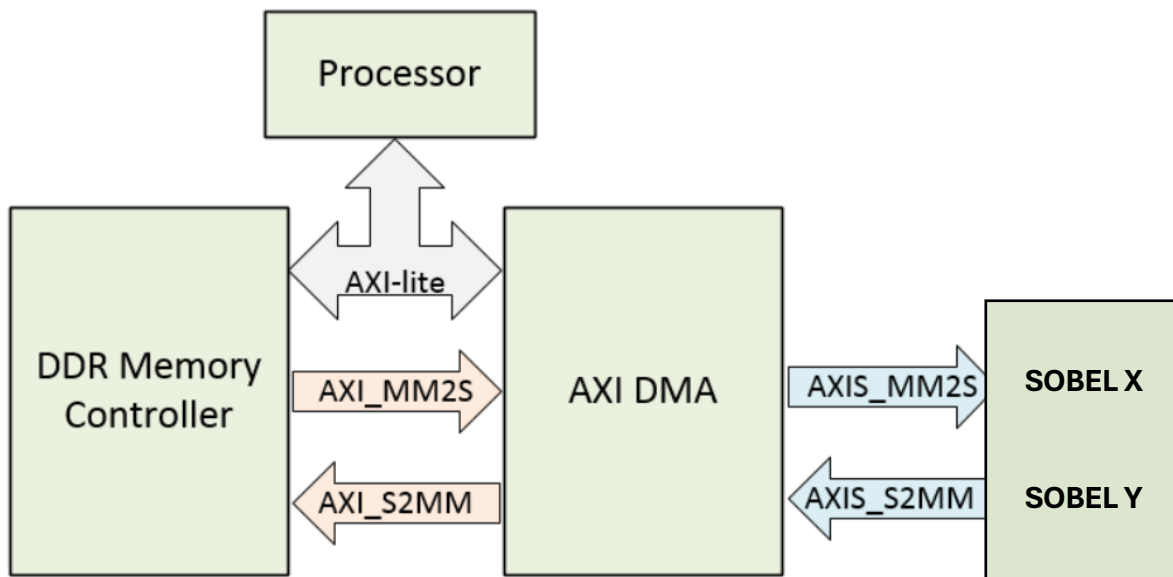 Processor
AXI-lite
DDR Memory
Controller
AXI_MM2S
AXI_S2MM
AXI DMA
AXIS_MM2S
AXIS_S2MM
SOBEL X
SOBEL Y